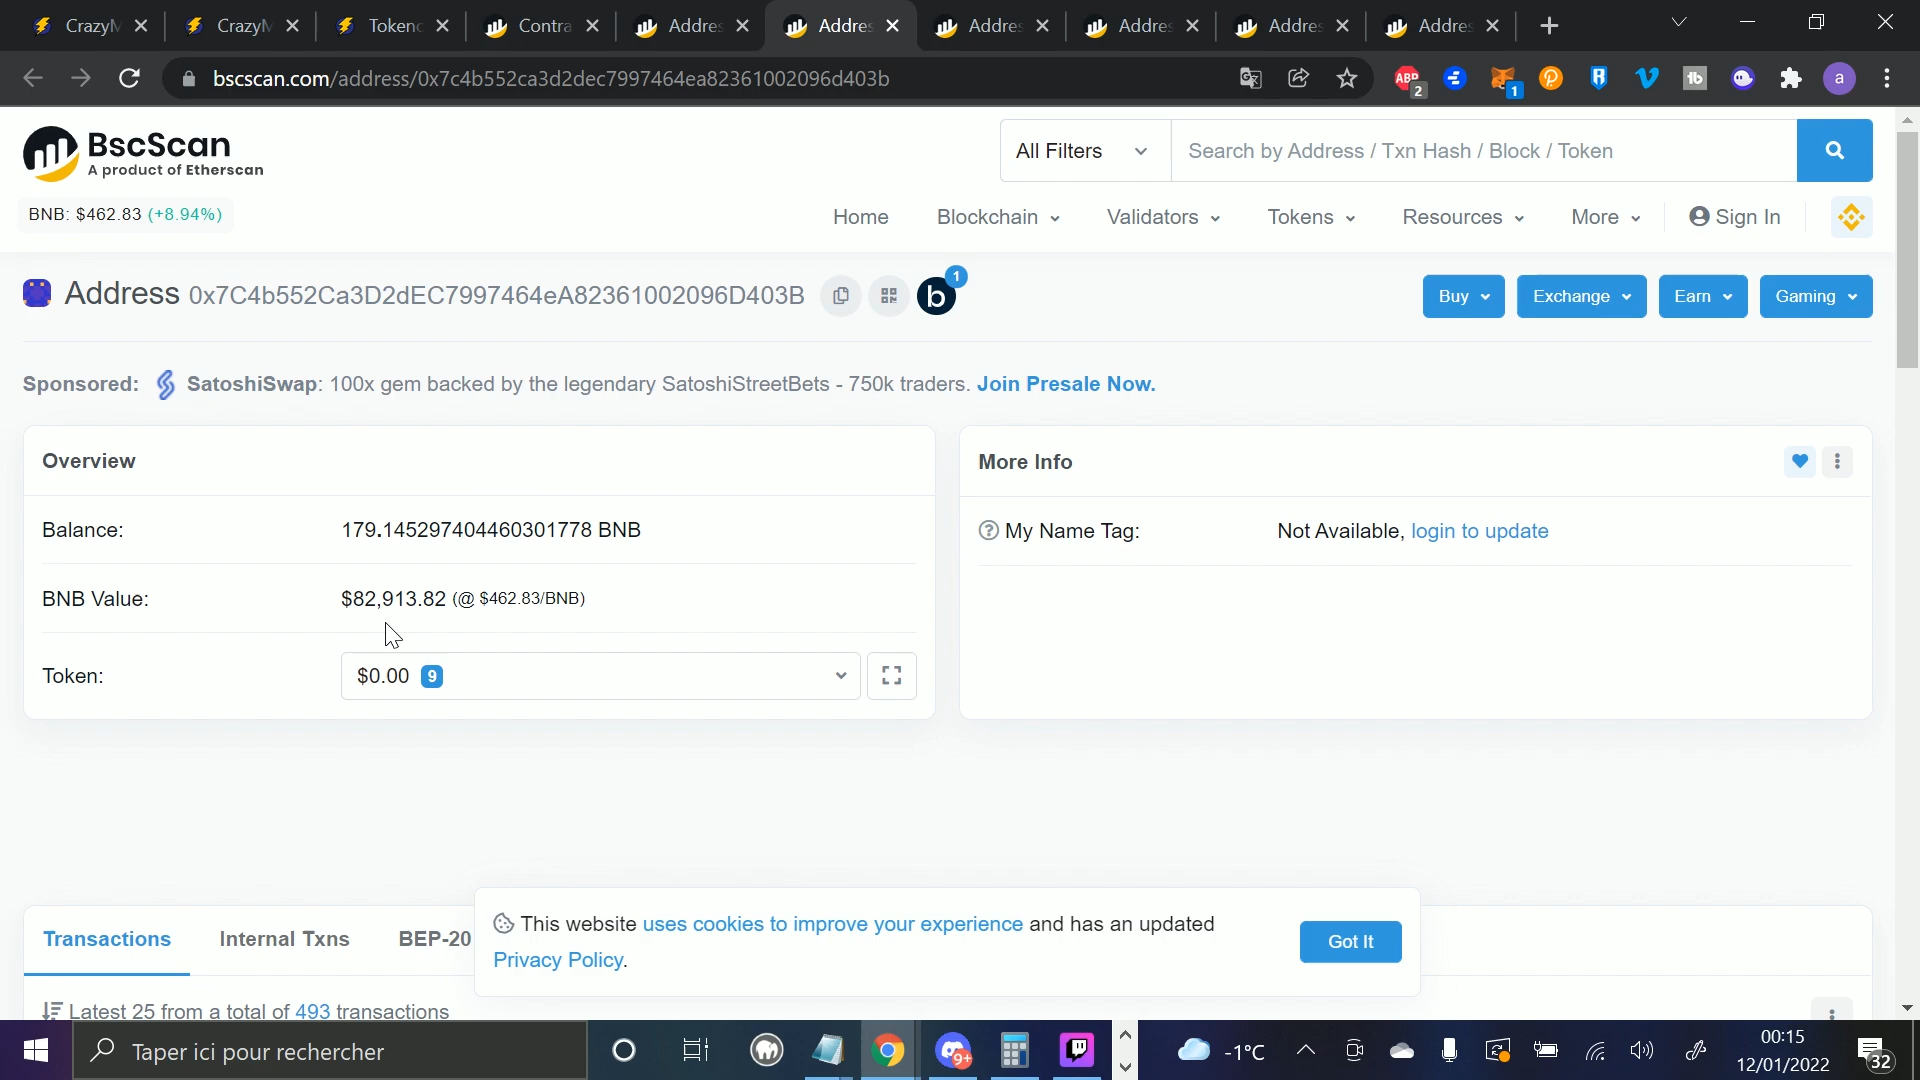 CrazyM
CrazyM
Tokeno
Contra
Addres
Addres
Addres
Addres
Addres
Addres
bscscan.com/address/0x7c4b552ca3d2dec7997464ea82361002096d403b
ABP
2
1
a
BscScan
A product of Etherscan
All Filters
Search by Address / Txn Hash / Block / Token
BNB: $462.83 (+8.94%)
Home
Blockchain
Validators
Tokens
Resources
More
Sign In
Address 0x7C4b552Ca3D2dEC7997464eA82361002096D403B
b
1
Buy
Exchange
Earn
Gaming
Sponsored: SatoshiSwap: 100x gem backed by the legendary SatoshiStreetBets - 750k traders. Join Presale Now.
Overview
More Info
Balance: 179.145297404460301778 BNB
My Name Tag: Not Available, login to update
BNB Value: $82,913.82 (@ $462.83/BNB)
Token: $0.00 9
This website uses cookies to improve your experience and has an updated
Privacy Policy.
Got It
Transactions
Internal Txns
BEP-20
Latest 25 from a total of 493 transactions
Taper ici pour rechercher
9+
-1°C
00:15
12/01/2022
32